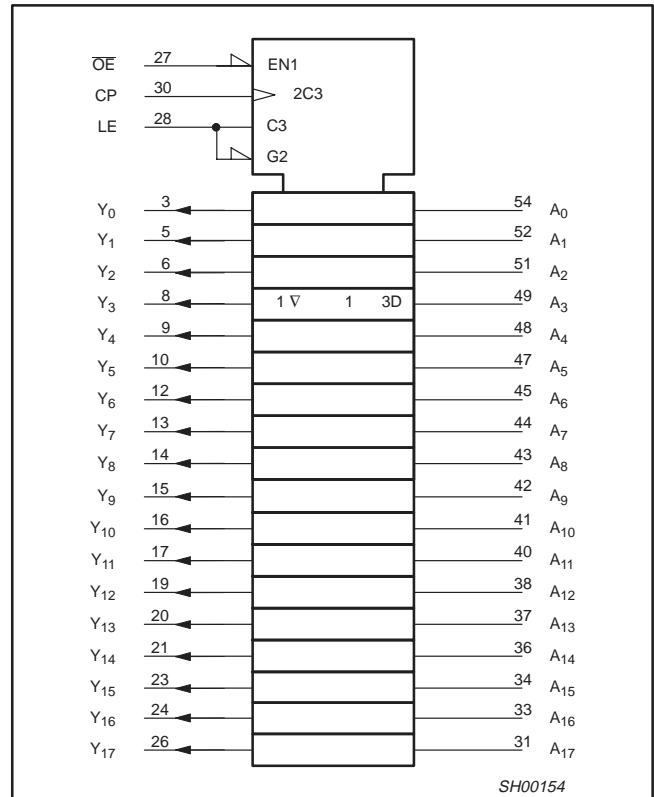 O̅E̅ 27 EN1
CP 30 2C3
LE 28 C3
G2
Y₀ 3 54 A₀
Y₁ 5 52 A₁
Y₂ 6 51 A₂
Y₃ 8 1 ∇ 1 3D 49 A₃
Y₄ 9 48 A₄
Y₅ 10 47 A₅
Y₆ 12 45 A₆
Y₇ 13 44 A₇
Y₈ 14 43 A₈
Y₉ 15 42 A₉
Y₁₀ 16 41 A₁₀
Y₁₁ 17 40 A₁₁
Y₁₂ 19 38 A₁₂
Y₁₃ 20 37 A₁₃
Y₁₄ 21 36 A₁₄
Y₁₅ 23 34 A₁₅
Y₁₆ 24 33 A₁₆
Y₁₇ 26 31 A₁₇
SH00154